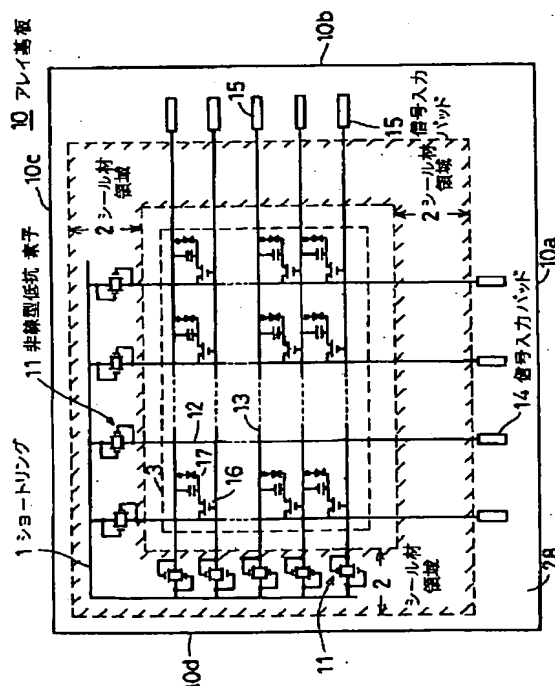 10 アレイ基板
10c
10b
10a
10d
28
1 ショートリング
11 非線型低抗素子
2 シール材領域
3
12
13
17
16
15
15
信号入力パッド
2 シール材領域
2
シール材領域
11
14 信号入力パッド